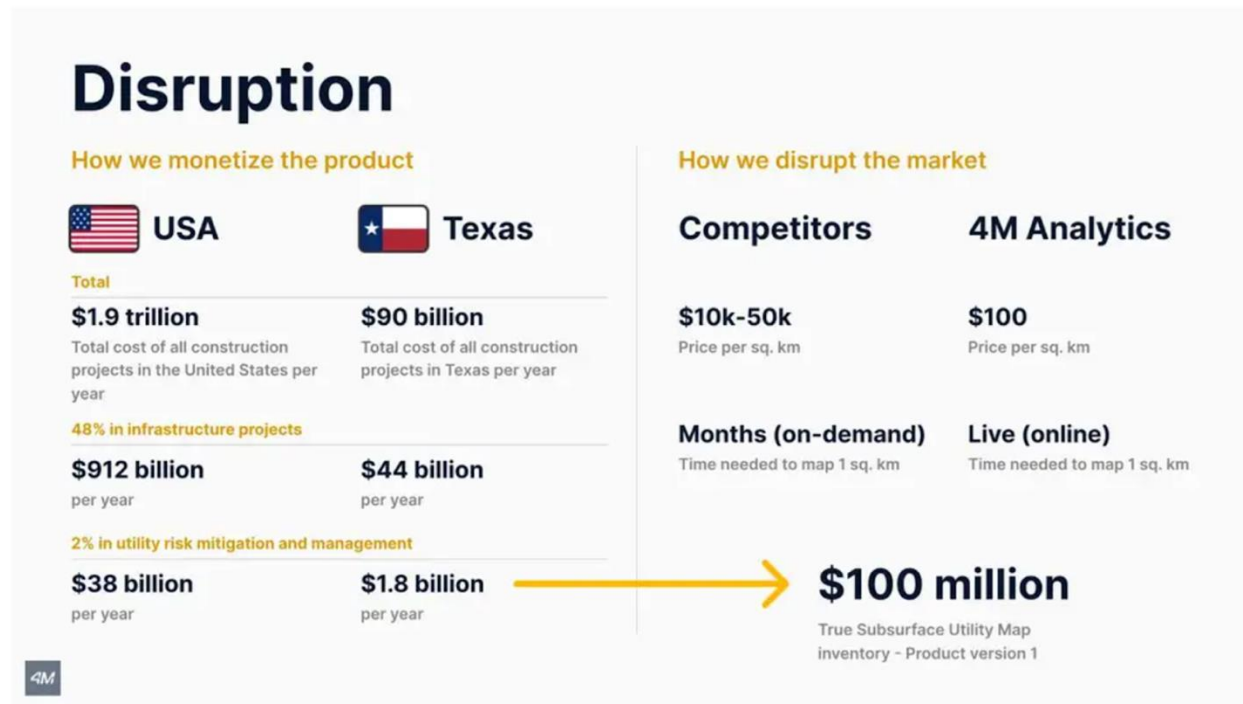 Disruption
How we monetize the product
USA
Texas
Total
$1.9 trillion
$90 billion
Total cost of all construction
projects in the United States per
year
Total cost of all construction
projects in Texas per year
48% in infrastructure projects
$912 billion
$44 billion
per year
per year
2% in utility risk mitigation and management
$38 billion
$1.8 billion
per year
per year
How we disrupt the market
Competitors
4M Analytics
$10k-50k
$100
Price per sq. km
Price per sq. km
Months (on-demand)
Live (online)
Time needed to map 1 sq. km
Time needed to map 1 sq. km
$100 million
True Subsurface Utility Map
inventory - Product version 1
4M